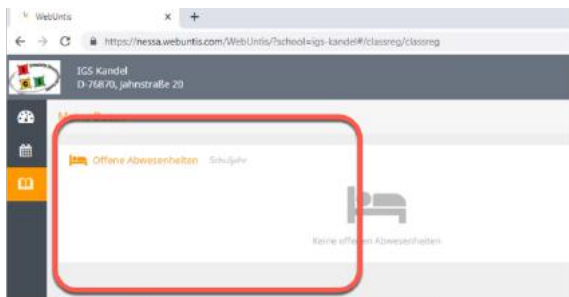 WebUntis
https://nessa.webuntis.com/WebUntis/?school=igs-kandel#/classreg/classreg
IGS Kandel
D-76870, Jahnstraße 20
Offene Abwesenheiten Schuljahr
Keine offenen Abwesenheiten